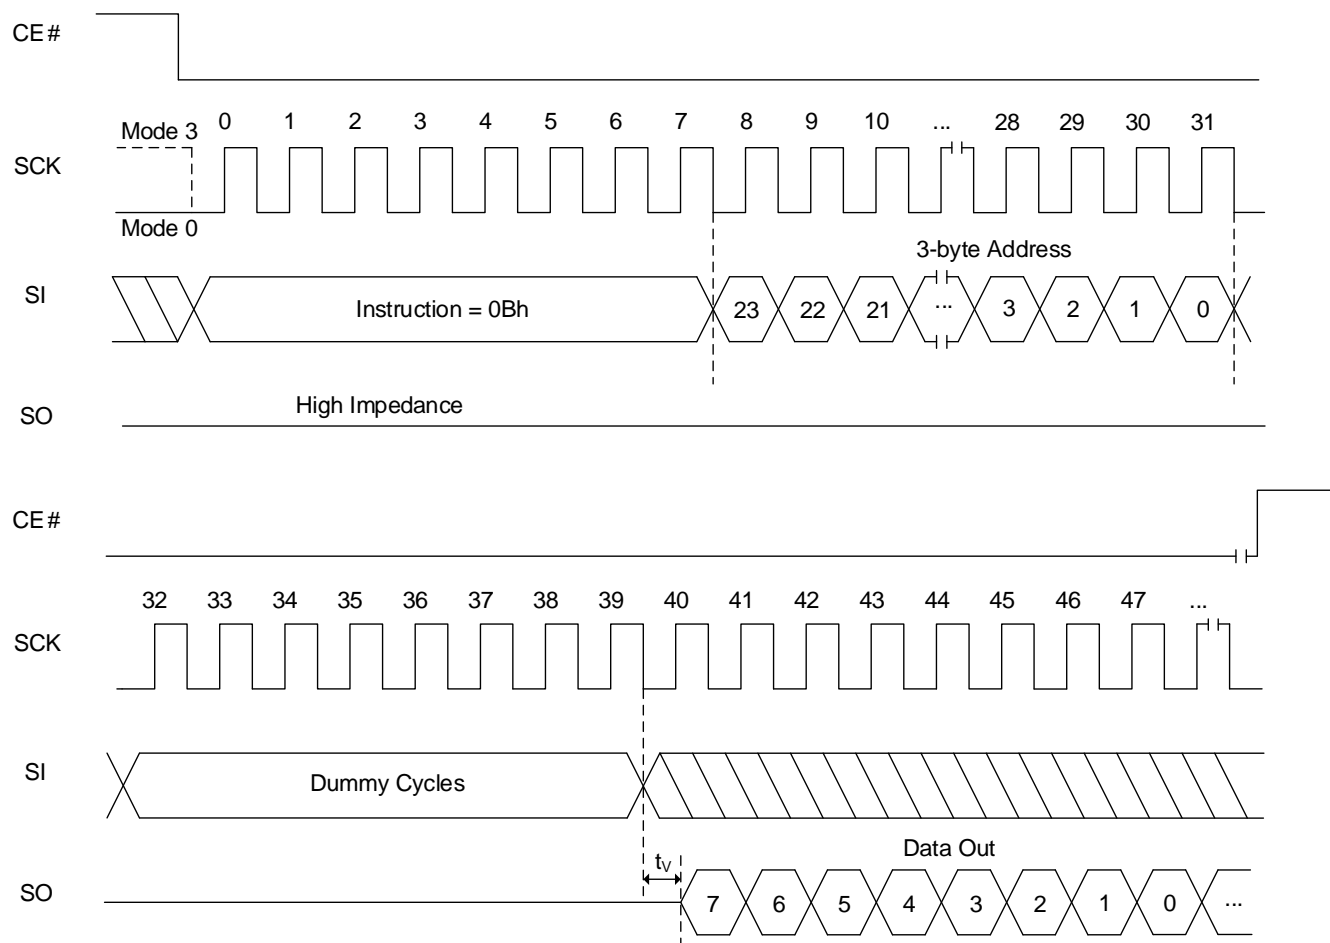 CE#
Mode 3 0 1 2 3 4 5 6 7 8 9 10 ... 28 29 30 31
SCK
Mode 0
3-byte Address
SI Instruction = 0Bh 23 22 21 ... 3 2 1 0
High Impedance
SO
CE#
32 33 34 35 36 37 38 39 40 41 42 43 44 45 46 47 ...
SCK
SI Dummy Cycles
Data Out
tV
SO 7 6 5 4 3 2 1 0 ...